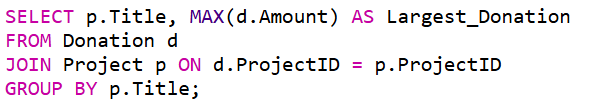 SELECT p.Title, MAX(d.Amount) AS Largest_Donation
FROM Donation d
JOIN Project p ON d.ProjectID = p.ProjectID
GROUP BY p.Title;